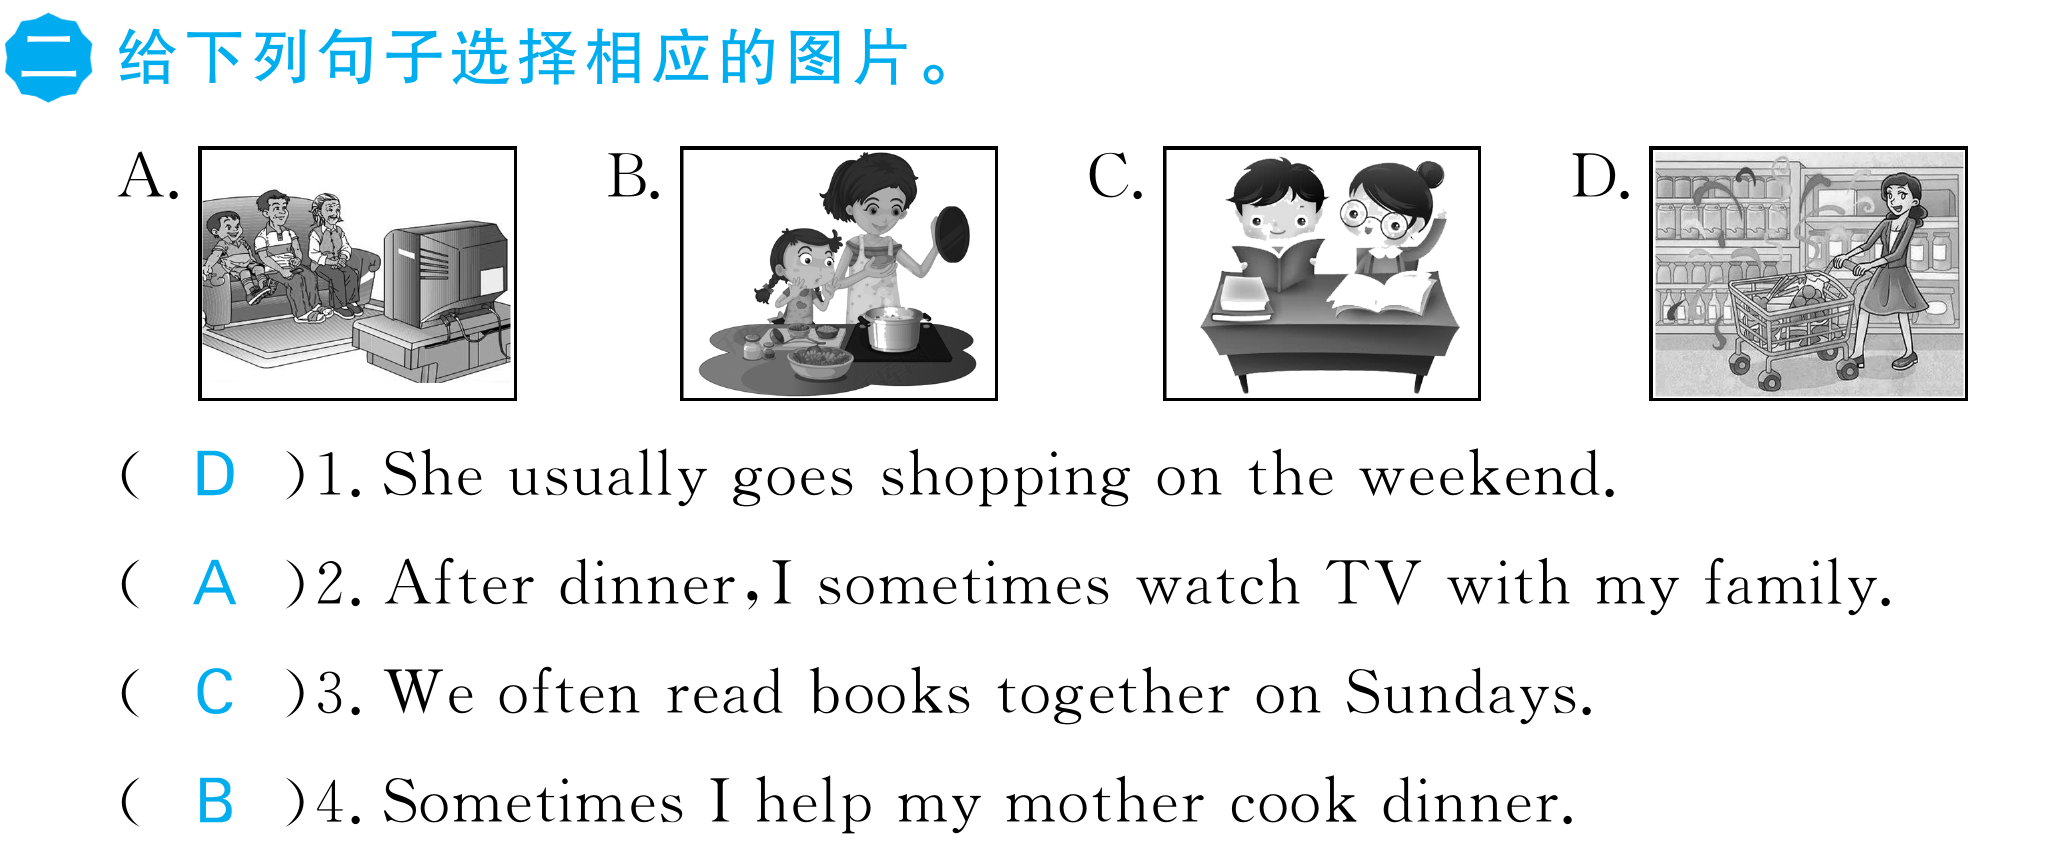 二 给下列句子选择相应的图片。
A. B. C. D.
( D )1. She usually goes shopping on the weekend.
( A )2. After dinner, I sometimes watch TV with my family.
( C )3. We often read books together on Sundays.
( B )4. Sometimes I help my mother cook dinner.